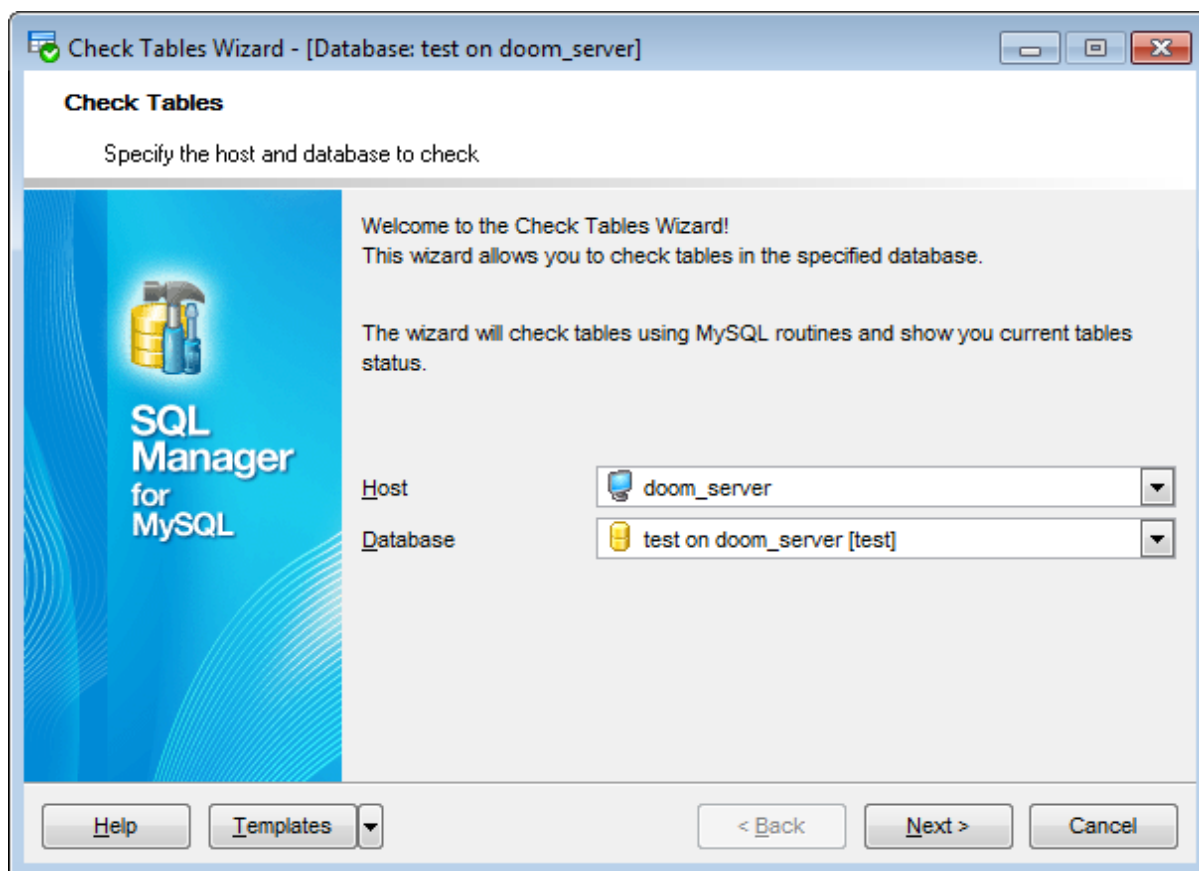 Check Tables Wizard - [Database: test on doom_server]
Check Tables
Specify the host and database to check
Welcome to the Check Tables Wizard!
This wizard allows you to check tables in the specified database.
The wizard will check tables using MySQL routines and show you current tables
status.
SQL
Manager
for
MySQL
Host
doom_server
Database
test on doom_server [test]
Help
Templates
< Back
Next >
Cancel